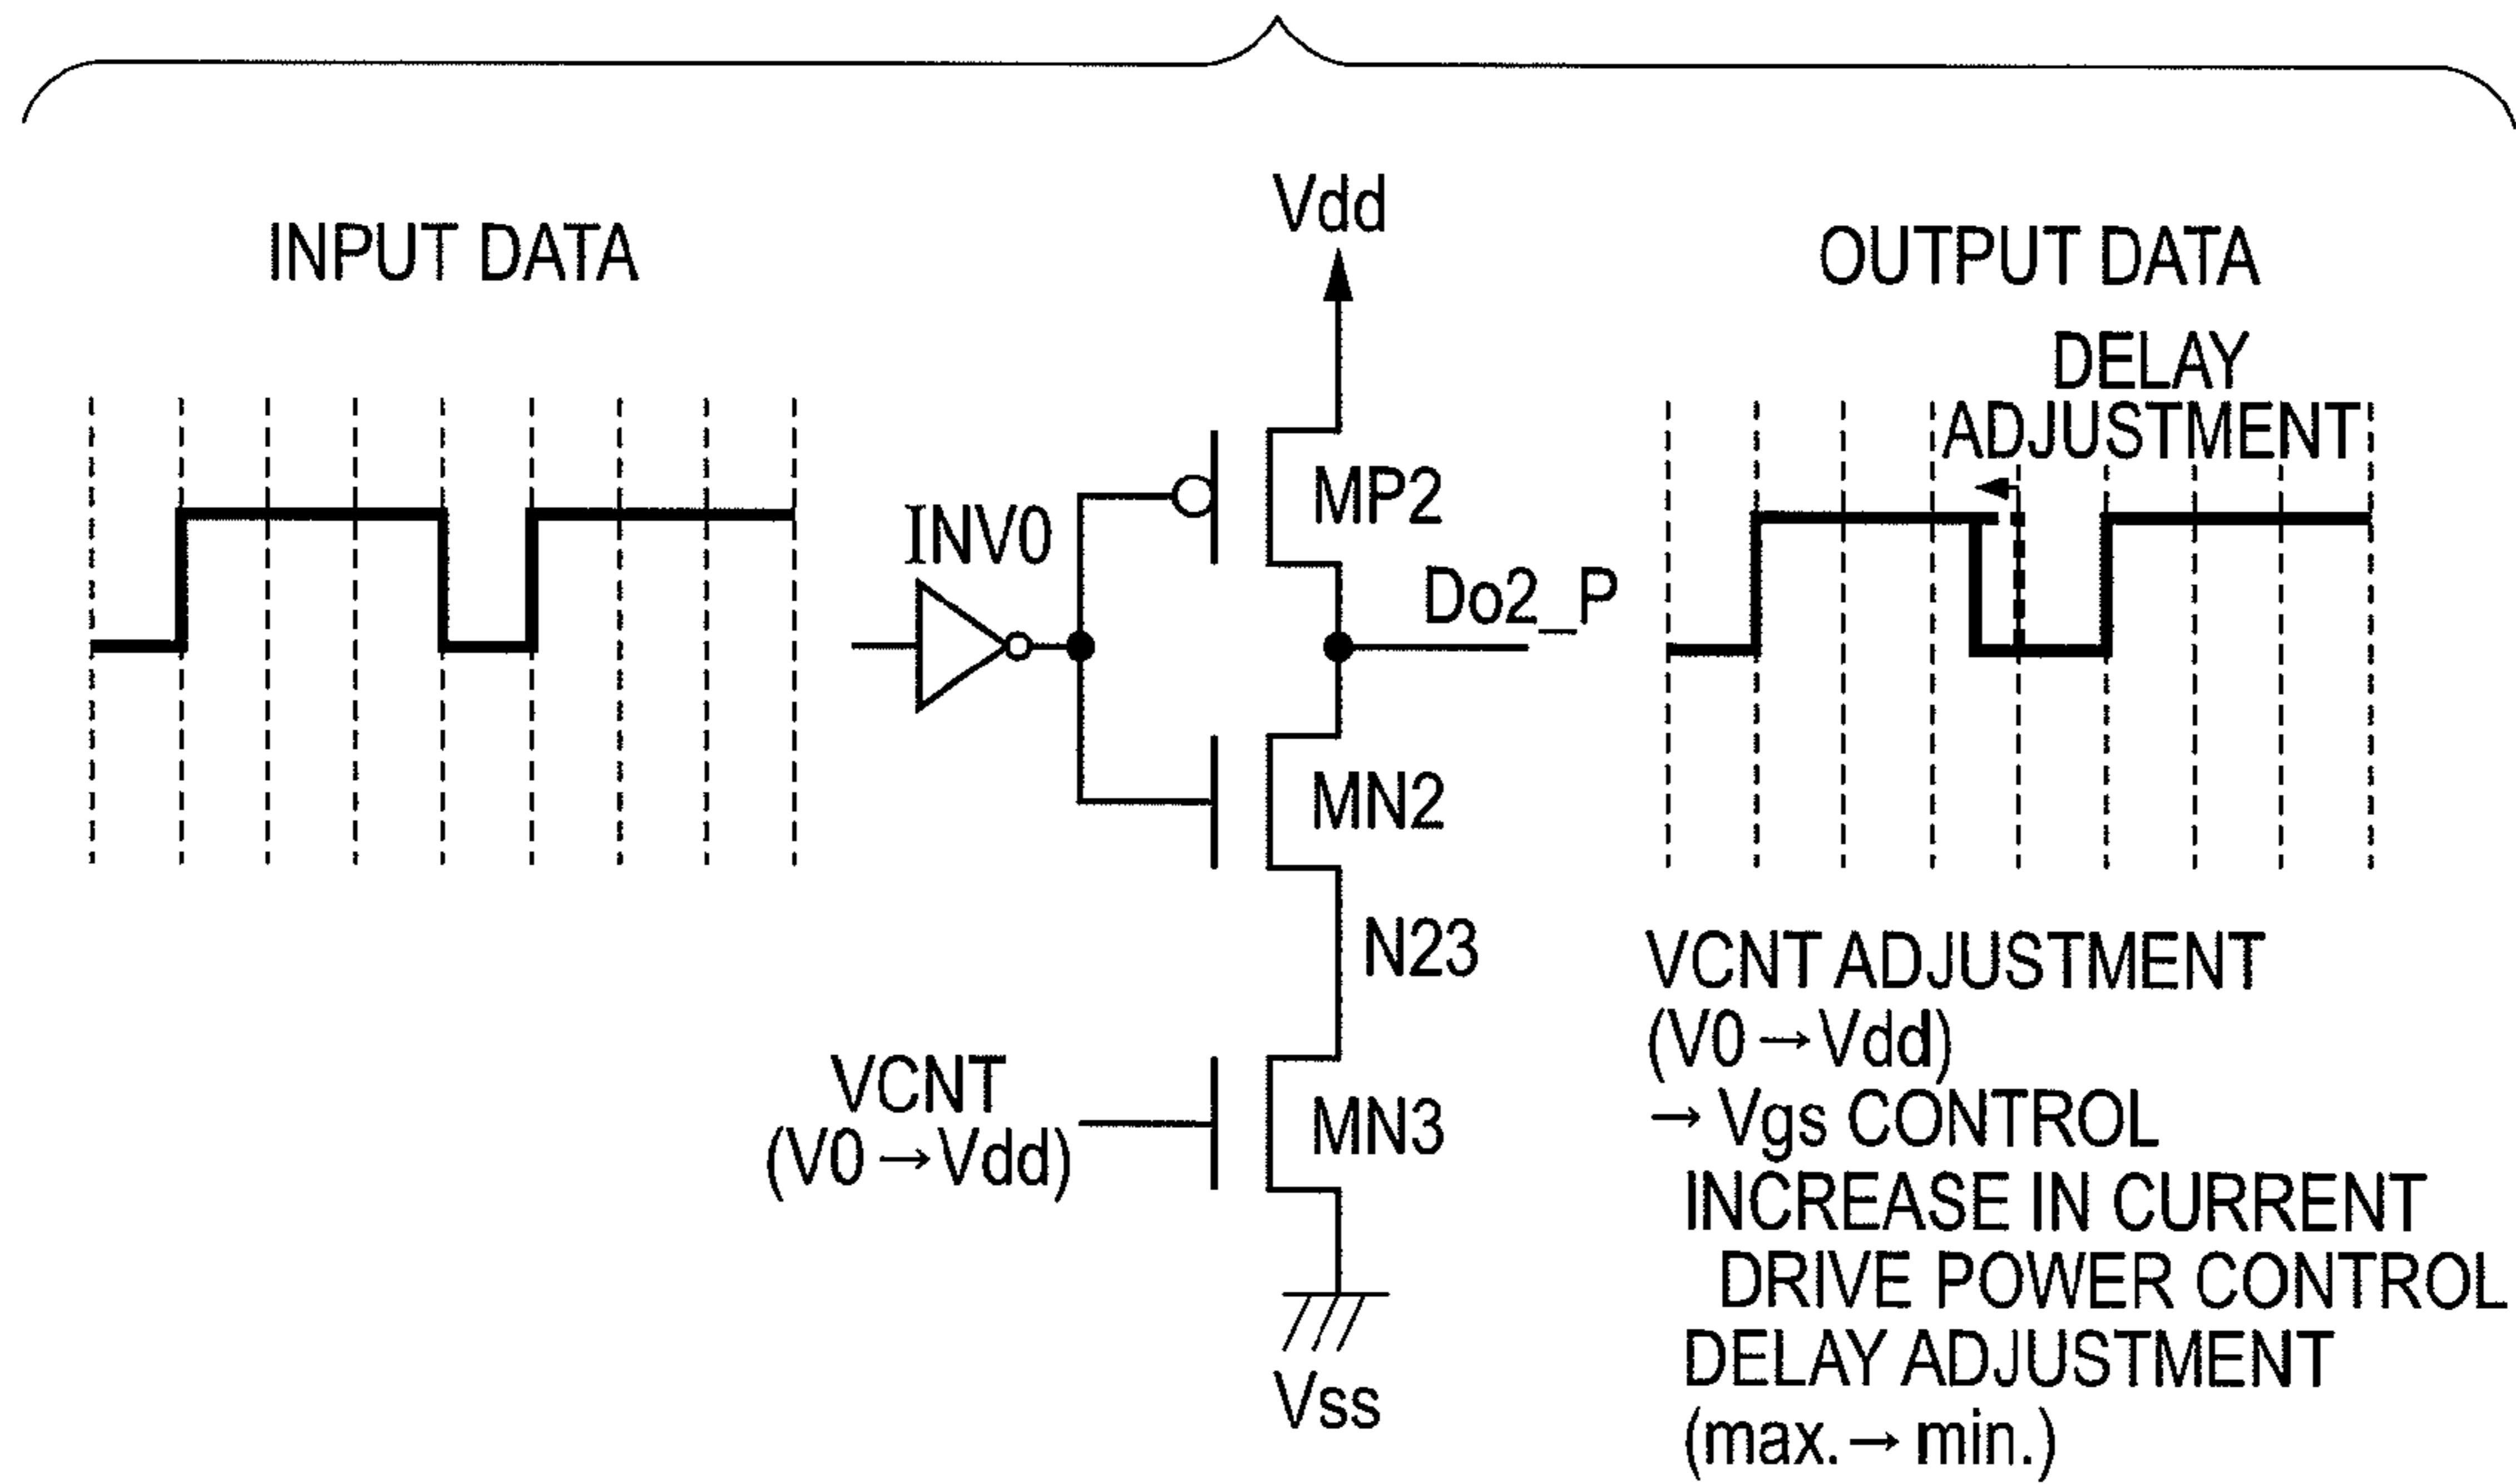 INPUT DATA
Vdd
OUTPUT DATA
DELAY
ADJUSTMENT
INV0
MP2
Do2_P
MN2
N23
VCNT
(V0→Vdd)
MN3
Vss
VCNT ADJUSTMENT
(V0→Vdd)
→ Vgs CONTROL
INCREASE IN CURRENT
DRIVE POWER CONTROL
DELAY ADJUSTMENT
(max.→ min.)